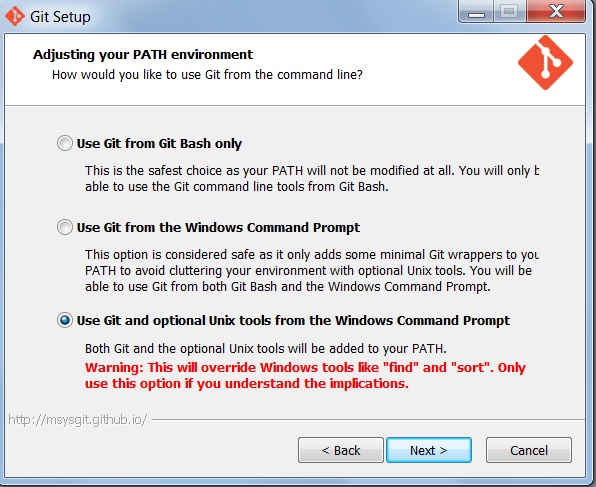 Git Setup
Adjusting your PATH environment
How would you like to use Git from the command line?
Use Git from Git Bash only
This is the safest choice as your PATH will not be modified at all. You will only b
able to use the Git command line tools from Git Bash.
Use Git from the Windows Command Prompt
This option is considered safe as it only adds some minimal Git wrappers to you
PATH to avoid cluttering your environment with optional Unix tools. You will be
able to use Git from both Git Bash and the Windows Command Prompt.
Use Git and optional Unix tools from the Windows Command Prompt
Both Git and the optional Unix tools will be added to your PATH.
Warning: This will override Windows tools like "find" and "sort". Only
use this option if you understand the implications.
http://msysgit.github.io/
< Back
Next >
Cancel